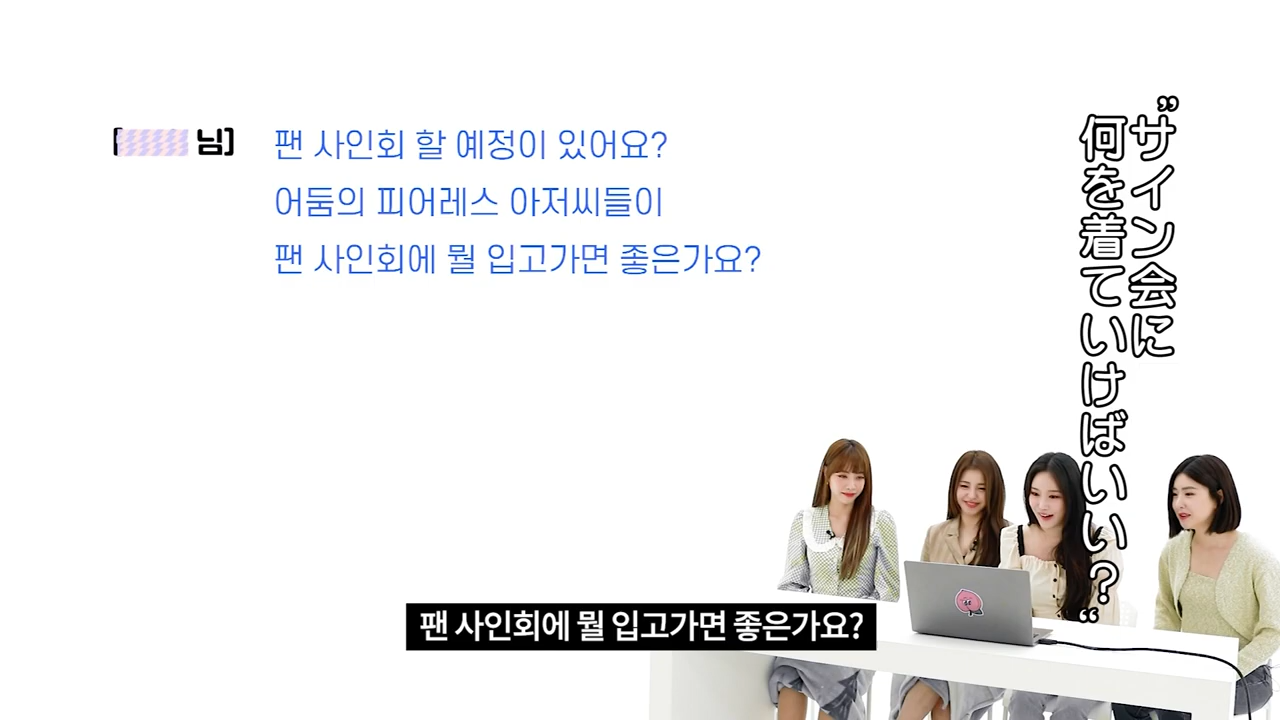 [ 님] 팬 사인회 할 예정이 있어요?
어둠의 피어레스 아저씨들이
팬 사인회에 뭘 입고가면 좋은가요?
”サイン会に
何を着ていけばいい？“
팬 사인회에 뭘 입고가면 좋은가요?